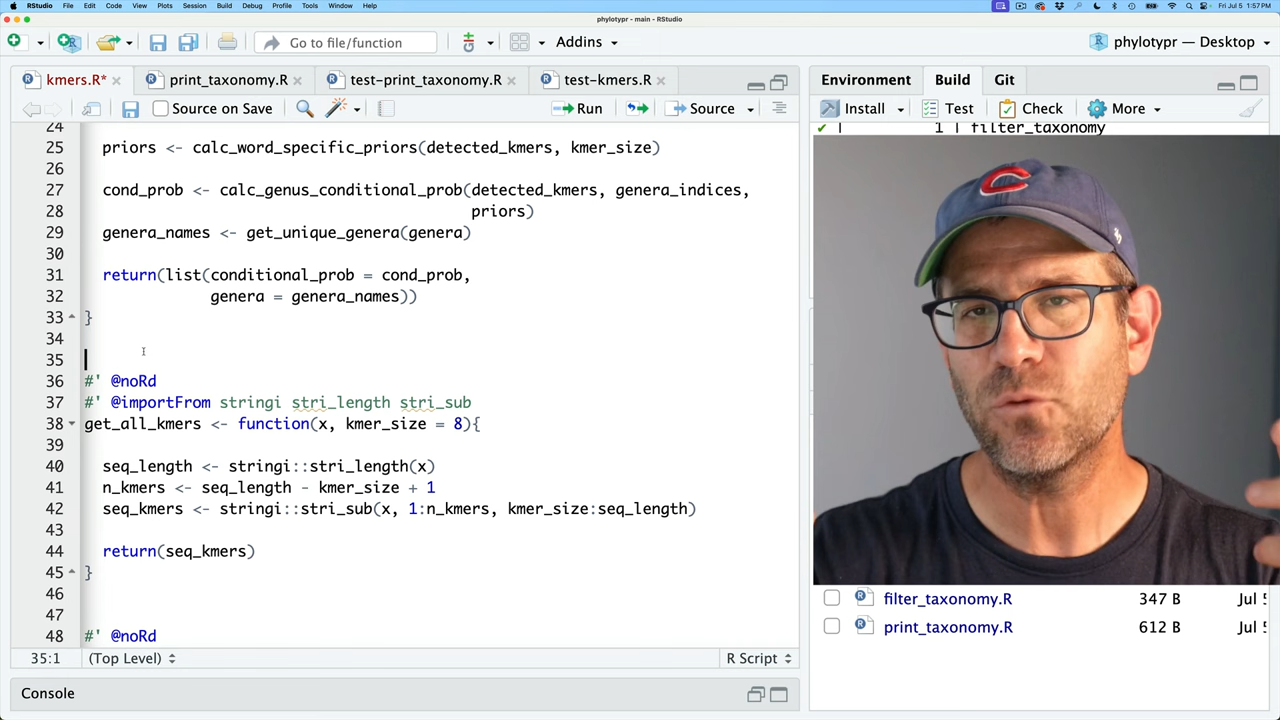 RStudio File Edit Code View Plots Session Build Debug Profile Tools Window Help Fri Jul 5 1:57 PM
phylotypr - main - RStudio
Go to file/function Addins phylotypr — Desktop
kmers.R* print_taxonomy.R test-print_taxonomy.R test-kmers.R
Environment Build Git
Source on Save Run Source
Install Test Check More
24
✔ | 1 | filter_taxonomy
25 priors <- calc_word_specific_priors(detected_kmers, kmer_size)
26
27 cond_prob <- calc_genus_conditional_prob(detected_kmers, genera_indices,
28 priors)
29 genera_names <- get_unique_genera(genera)
30
31 return(list(conditional_prob = cond_prob,
32 genera = genera_names))
33 }
34
35
36 #' @noRd
37 #' @importFrom stringi stri_length stri_sub
38 get_all_kmers <- function(x, kmer_size = 8){
39
40 seq_length <- stringi::stri_length(x)
41 n_kmers <- seq_length - kmer_size + 1
42 seq_kmers <- stringi::stri_sub(x, 1:n_kmers, kmer_size:seq_length)
43
44 return(seq_kmers)
45 }
46
47
48 #' @noRd
filter_taxonomy.R 347 B Jul 5
print_taxonomy.R 612 B Jul 5
35:1 (Top Level) R Script
Console